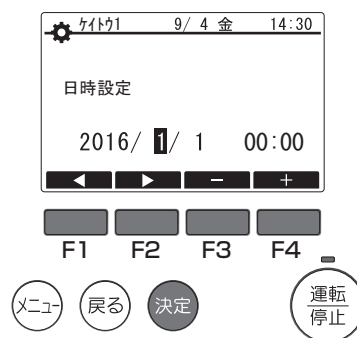 ｹｲﾄｳ1 9/ 4 金 14:30
日時設定
2016/ 1/ 1 00:00
◀ ▶ － ＋
F1 F2 F3 F4
メニュー 戻る 決定 運転
停止